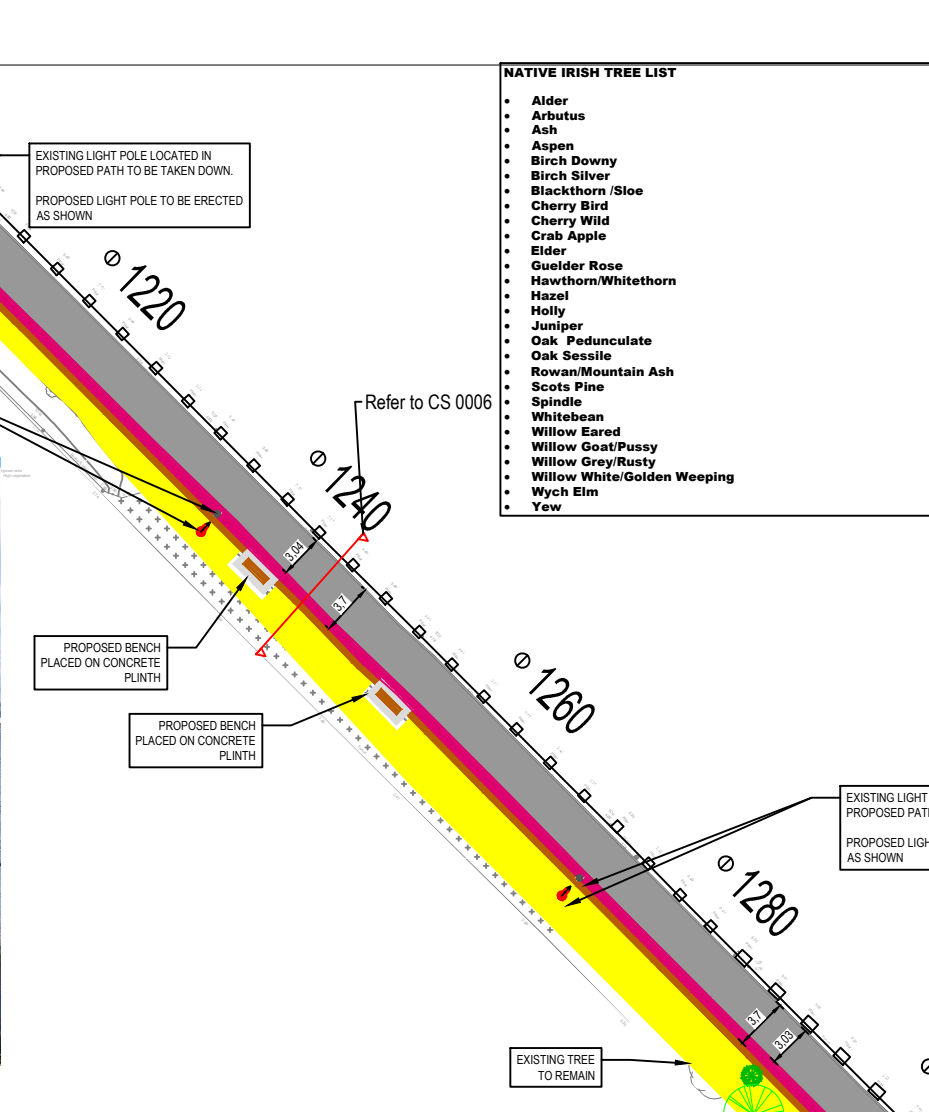 NATIVE IRISH TREE LIST
• Alder
• Arbutus
• Ash
• Aspen
• Birch Downy
• Birch Silver
• Blackthorn /Sloe
• Cherry Bird
• Cherry Wild
• Crab Apple
• Elder
• Guelder Rose
• Hawthorn/Whitethorn
• Hazel
• Holly
• Juniper
• Oak Pedunculate
• Oak Sessile
• Rowan/Mountain Ash
• Scots Pine
• Spindle
• Whitebean
• Willow Eared
• Willow Goat/Pussy
• Willow Grey/Rusty
• Willow White/Golden Weeping
• Wych Elm
• Yew
EXISTING LIGHT POLE LOCATED IN
PROPOSED PATH TO BE TAKEN DOWN.
PROPOSED LIGHT POLE TO BE ERECTED
AS SHOWN
1220
Refer to CS 0006
1240
3,04
3,7
PROPOSED BENCH
PLACED ON CONCRETE
PLINTH
1260
PROPOSED BENCH
PLACED ON CONCRETE
PLINTH
EXISTING LIGHT
PROPOSED
PROPOSED
AS SHOWN
1280
3,7
3,03
EXISTING TREE
TO REMAIN